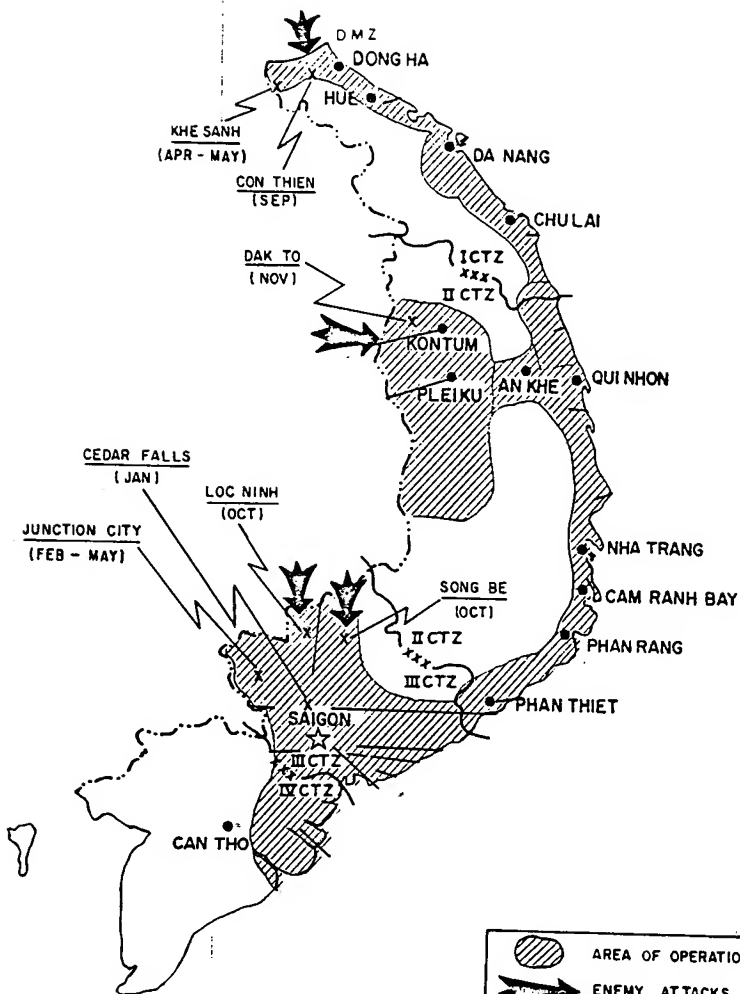 DMZ
DONG HA
HUE
KHE SANH
(APR - MAY)
DA NANG
CON THIEN
(SEP)
CHU LAI
DAK TO
(NOV)
I CTZ
xxx
II CTZ
KONTUM
PLEIKU
AN KHE
QUI NHON
CEDAR FALLS
(JAN)
LOC NINH
(OCT)
JUNCTION CITY
(FEB - MAY)
NHA TRANG
SONG BE
(OCT)
CAM RANH BAY
II CTZ
xxx
III CTZ
PHAN RANG
PHAN THIET
SAIGON
III CTZ
IV CTZ
CAN THO
AREA OF OPERATIO
ENEMY ATTACKS